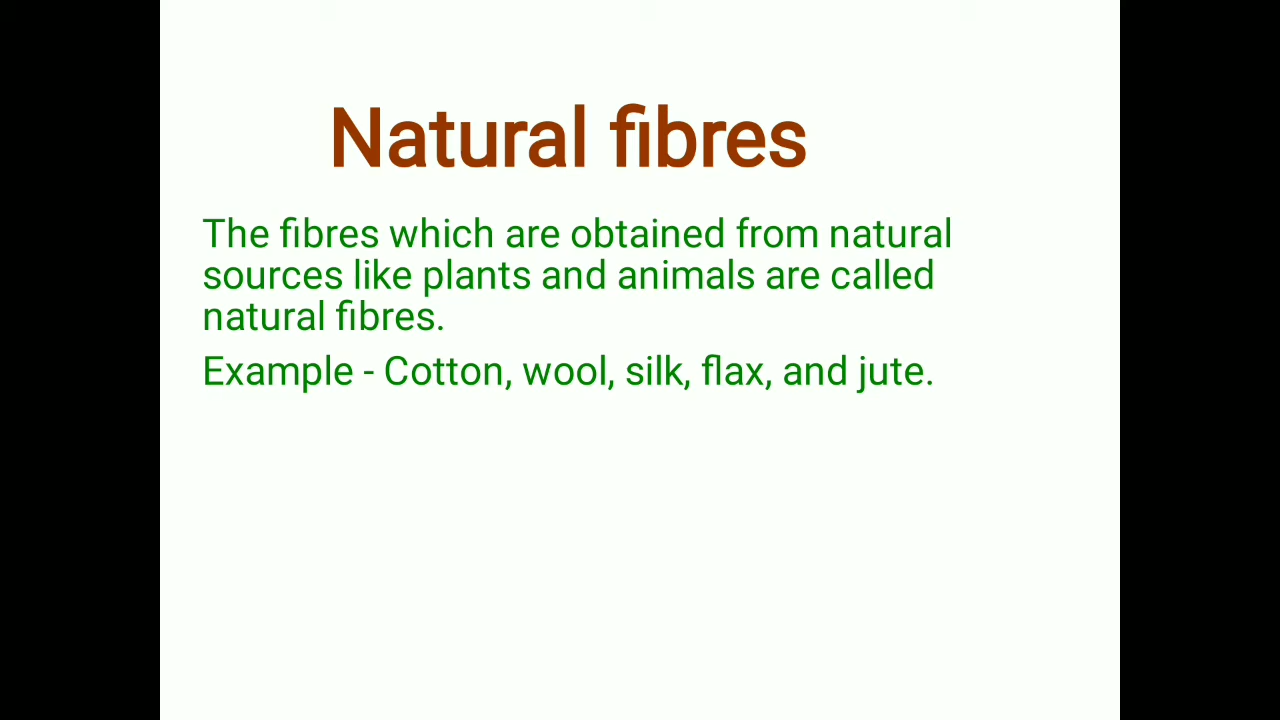 Natural fibres
The fibres which are obtained from natural
sources like plants and animals are called
natural fibres.
Example - Cotton, wool, silk, flax, and jute.